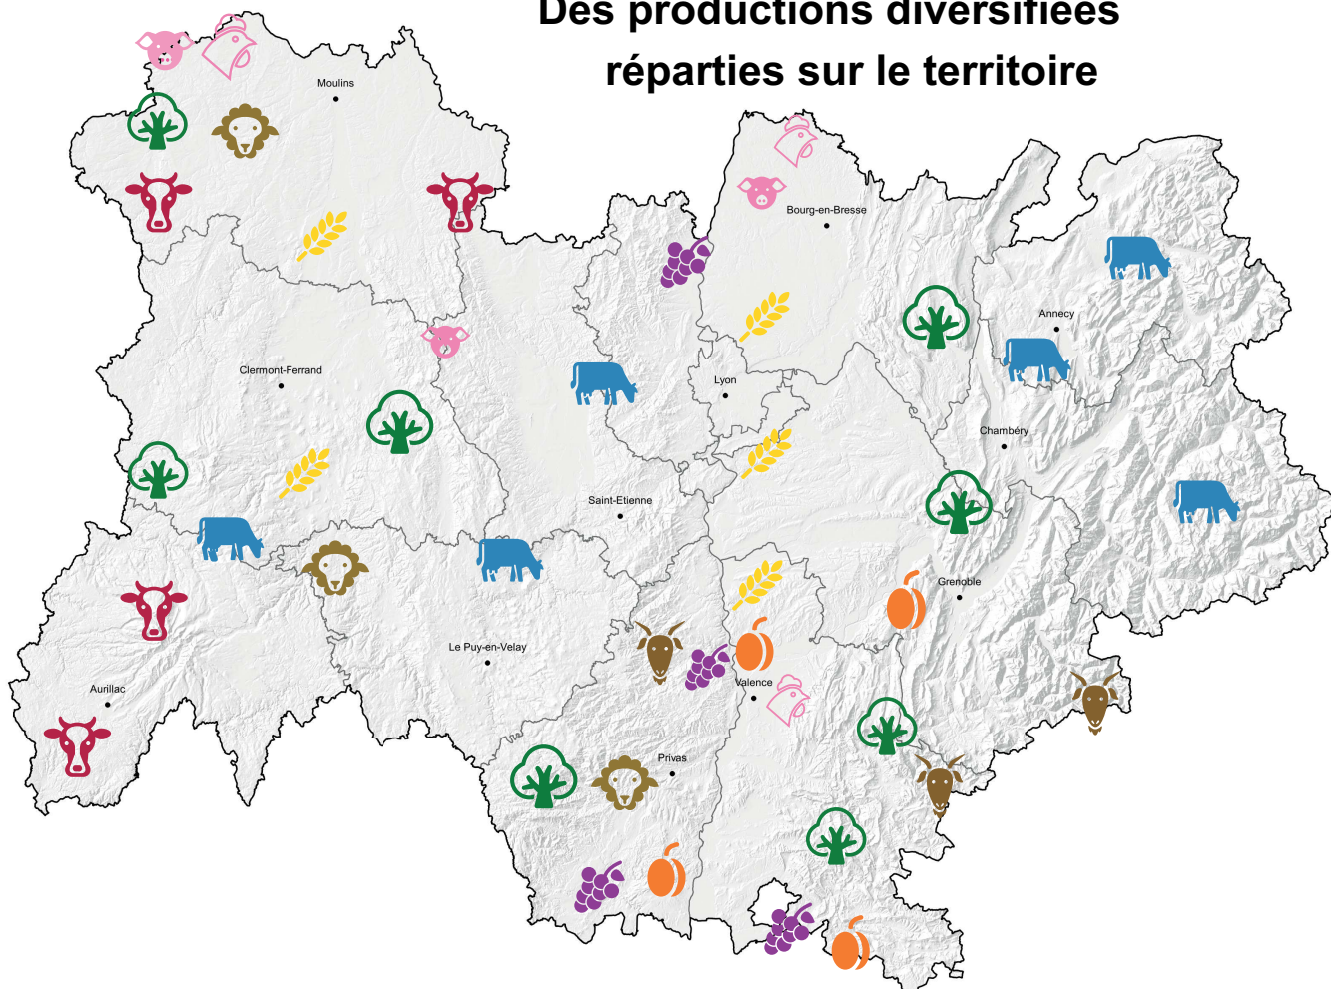 Des productions diversifiées
réparties sur le territoire
Moulins
Bourg-en-Bresse
Annecy
Clermont-Ferrand
Lyon
Chambéry
Saint-Etienne
Grenoble
Le Puy-en-Velay
Valence
Aurillac
Privas